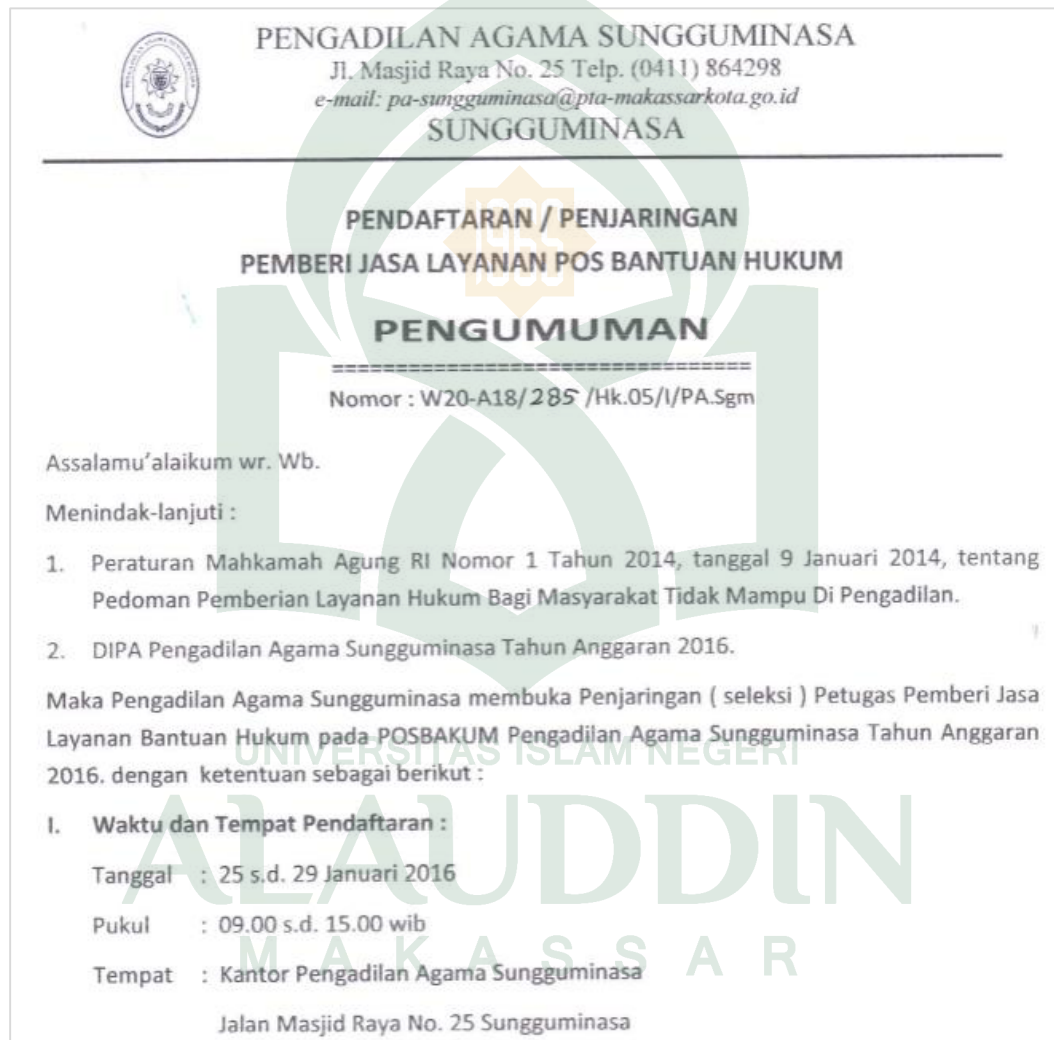 PENGADILAN AGAMA SUNGGUMINASA
Jl. Masjid Raya No. 25 Telp. (0411) 864298
e-mail: pa-sungguminasa@pta-makassarkota.go.id
SUNGGUMINASA
PENDAFTARAN / PENJARINGAN
PEMBERI JASA LAYANAN POS BANTUAN HUKUM
1965
PENGUMUMAN
=================================
Nomor : W20-A18/285 /Hk.05/I/PA.Sgm
Assalamu'alaikum wr. Wb.
Menindak-lanjuti :
1. Peraturan Mahkamah Agung RI Nomor 1 Tahun 2014, tanggal 9 Januari 2014, tentang
Pedoman Pemberian Layanan Hukum Bagi Masyarakat Tidak Mampu Di Pengadilan.
2. DIPA Pengadilan Agama Sungguminasa Tahun Anggaran 2016.
Maka Pengadilan Agama Sungguminasa membuka Penjaringan ( seleksi ) Petugas Pemberi Jasa
Layanan Bantuan Hukum pada POSBAKUM Pengadilan Agama Sungguminasa Tahun Anggaran
UNIVERSITAS ISLAM NEGERI
2016. dengan ketentuan sebagai berikut :
ALAUDDIN
I. Waktu dan Tempat Pendaftaran :
Tanggal : 25 s.d. 29 Januari 2016
Pukul : 09.00 s.d. 15.00 wib
MAKASSAR
Tempat : Kantor Pengadilan Agama Sungguminasa
Jalan Masjid Raya No. 25 Sungguminasa